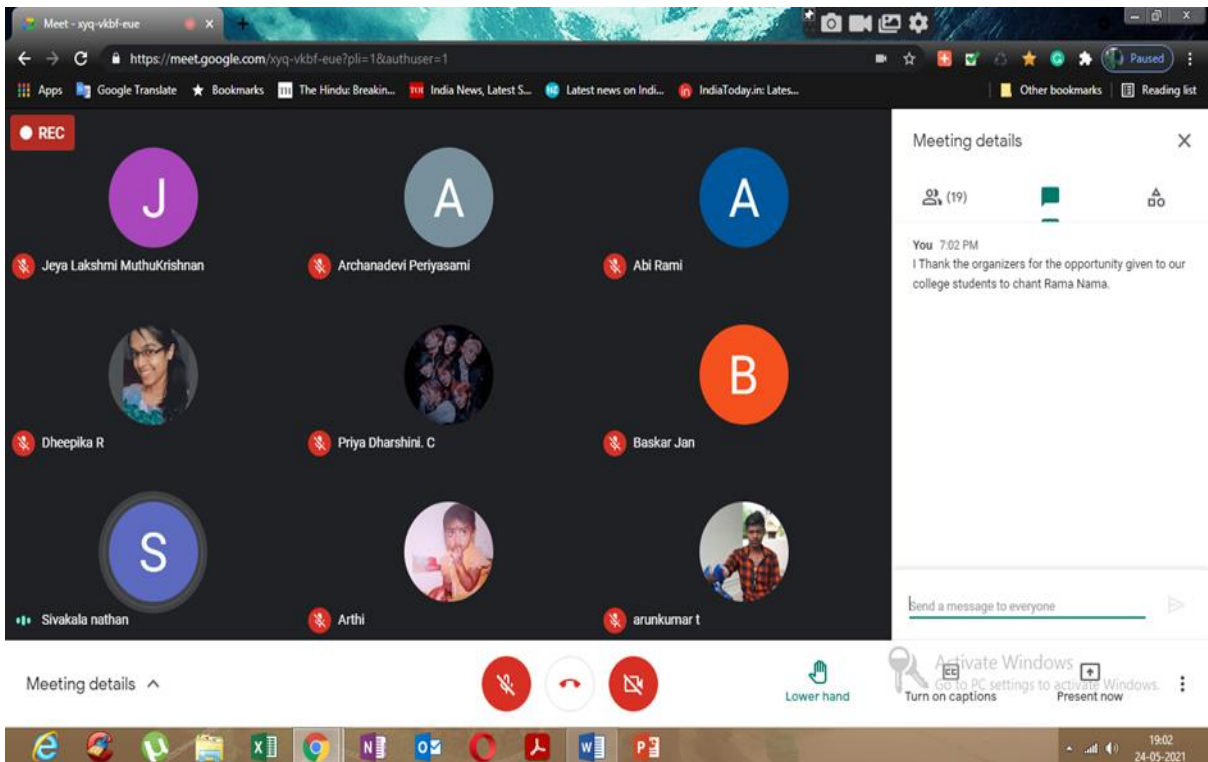 Meet - xyq-vkbf-eue
https://meet.google.com/xyq-vkbf-eue?pli=1&authuser=1
Paused
Apps Google Translate Bookmarks The Hindu: Breakin... India News, Latest S... Latest news on Indi... IndiaToday.in: Lates... Other bookmarks Reading list
REC
Meeting details
(19)
J A A
Jeya Lakshmi MuthuKrishnan Archanadevi Periyasami Abi Rami
You 7:02 PM
I Thank the organizers for the opportunity given to our
college students to chant Rama Nama.
B
Dheepika R Priya Dharshini. C Baskar Jan
S
Sivakala nathan Arthi arunkumar t
Send a message to everyone
Meeting details
Lower hand
Turn on captions
Present now
Activate Windows
Go to PC settings to activate Windows.
19:02
24-05-2021